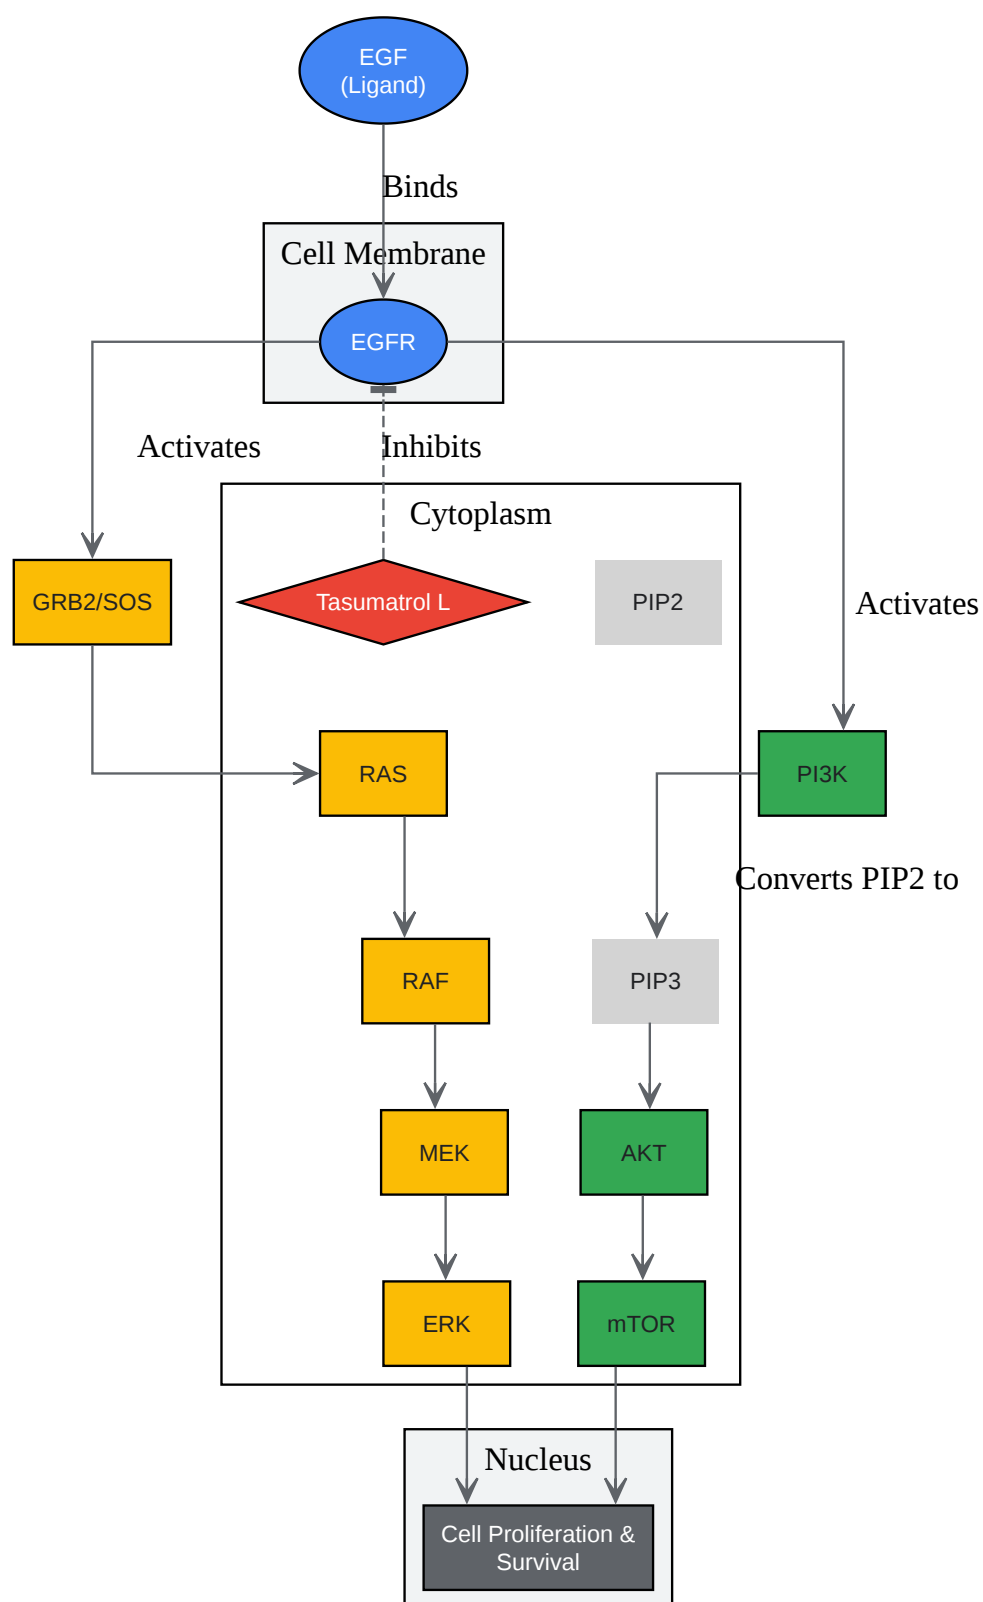 EGF
(Ligand)
Binds
Cell Membrane
EGFR
Activates
Inhibits
Cytoplasm
GRB2/SOS
Tasumatrol L
PIP2
Activates
RAS
PI3K
Converts PIP2 to
RAF
PIP3
MEK
AKT
ERK
mTOR
Nucleus
Cell Proliferation &
Survival